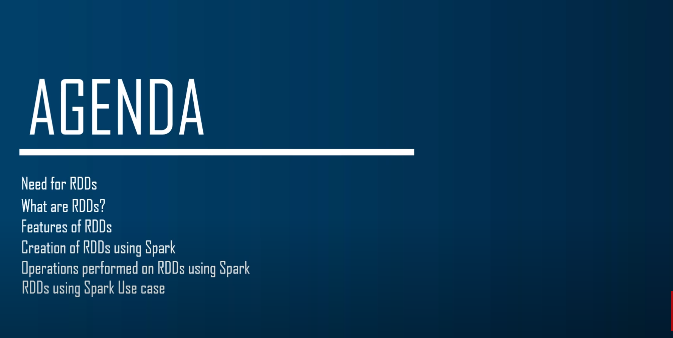 AGENDA
Need for RDDs
What are RDDs?
Features of RDDs
Creation of RDDs using Spark
Operations performed on RDDs using Spark
RDDs using Spark Use case